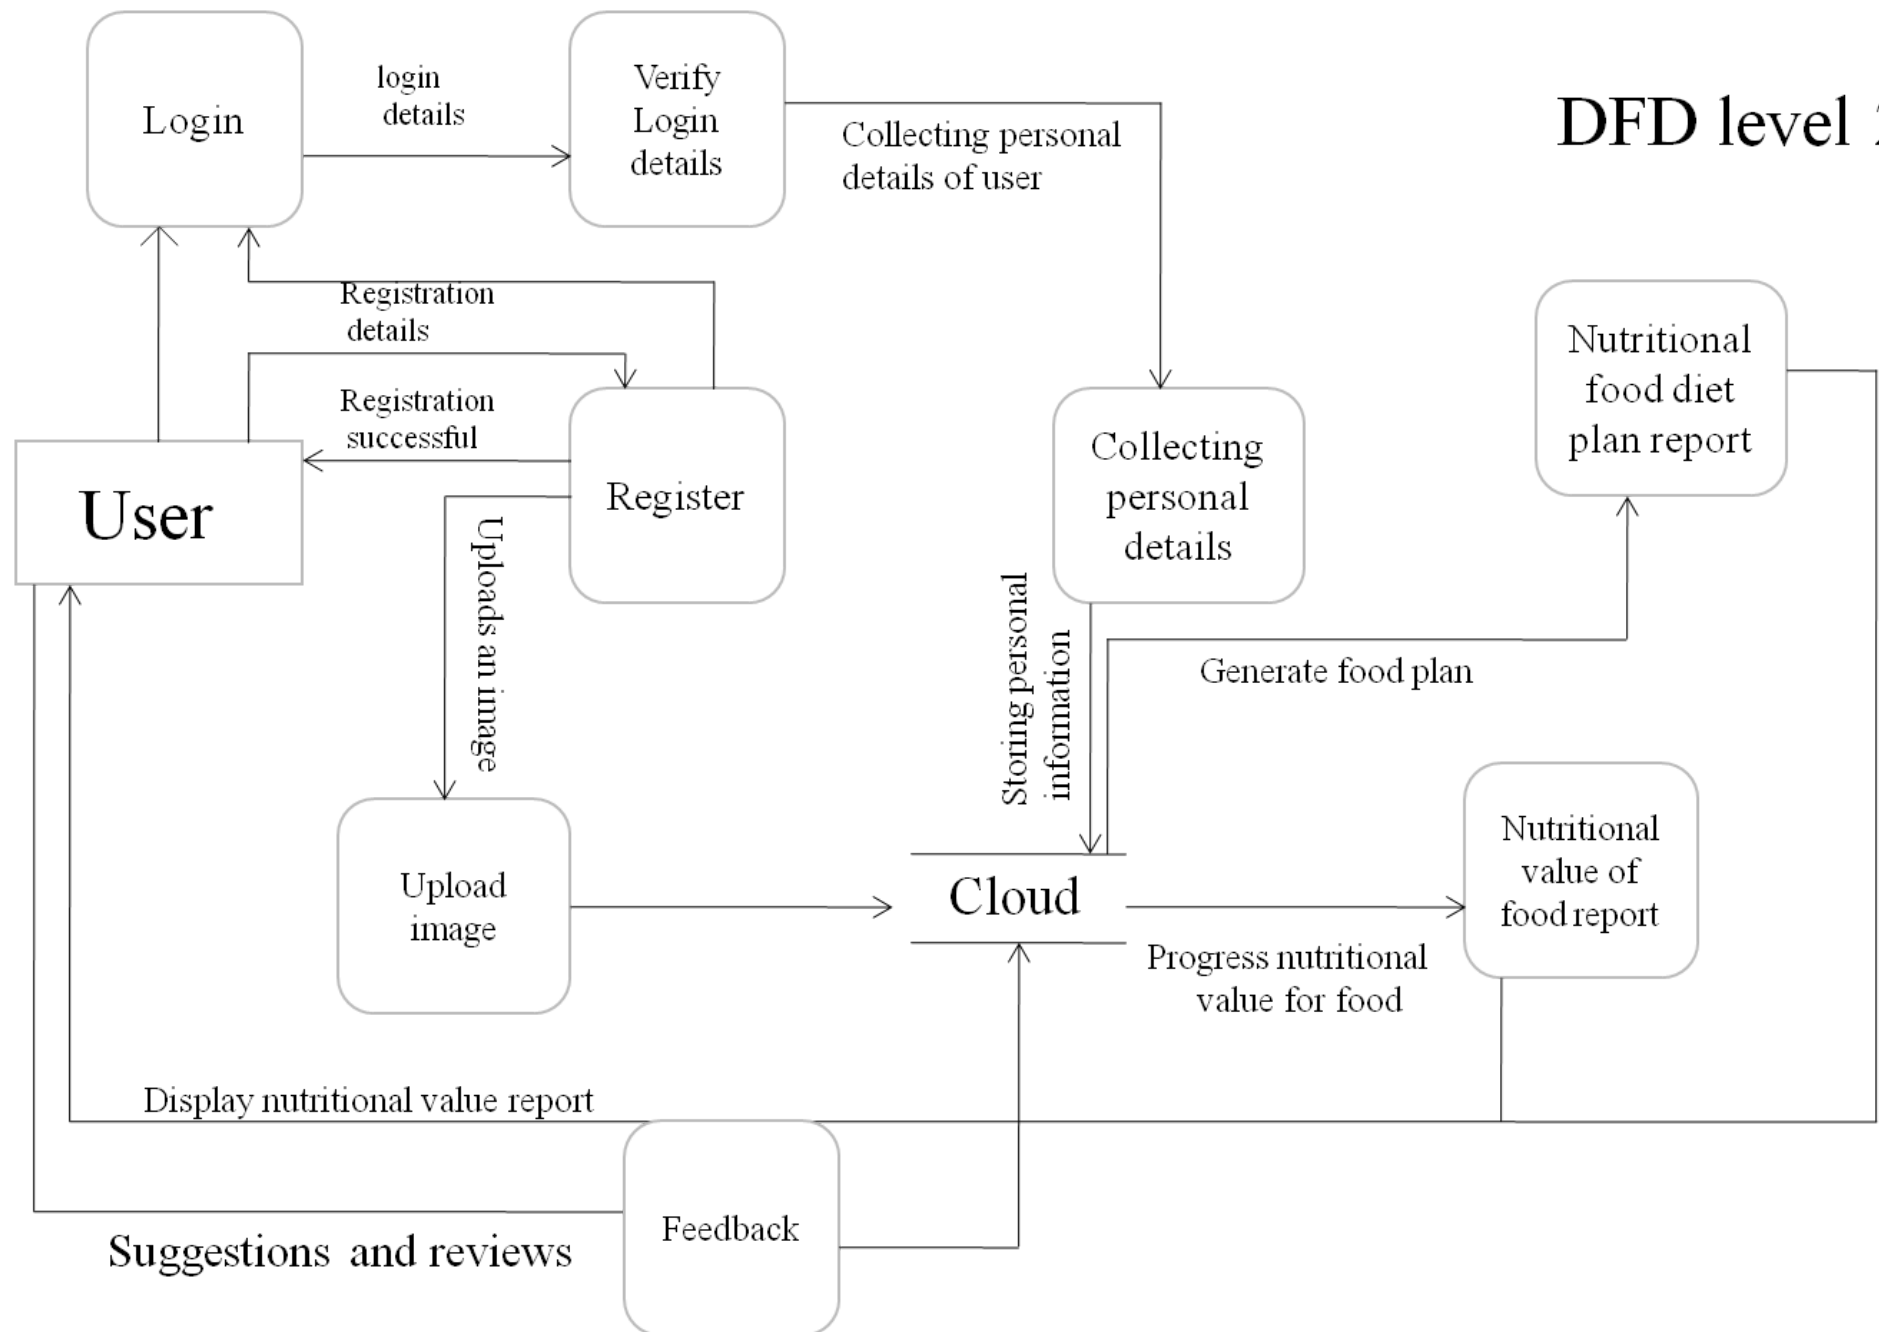 Login
login
details
Verify
Login
details
DFD level
Collecting personal
details of user
Registration
details
Registration
successful
User
Register
Uploads an image
Collecting
personal
details
Nutritional
food diet
plan report
Storing personal
information
Generate food plan
Upload
image
Cloud
Nutritional
value of
food report
Progress nutritional
value for food
Display nutritional value report
Feedback
Suggestions and reviews